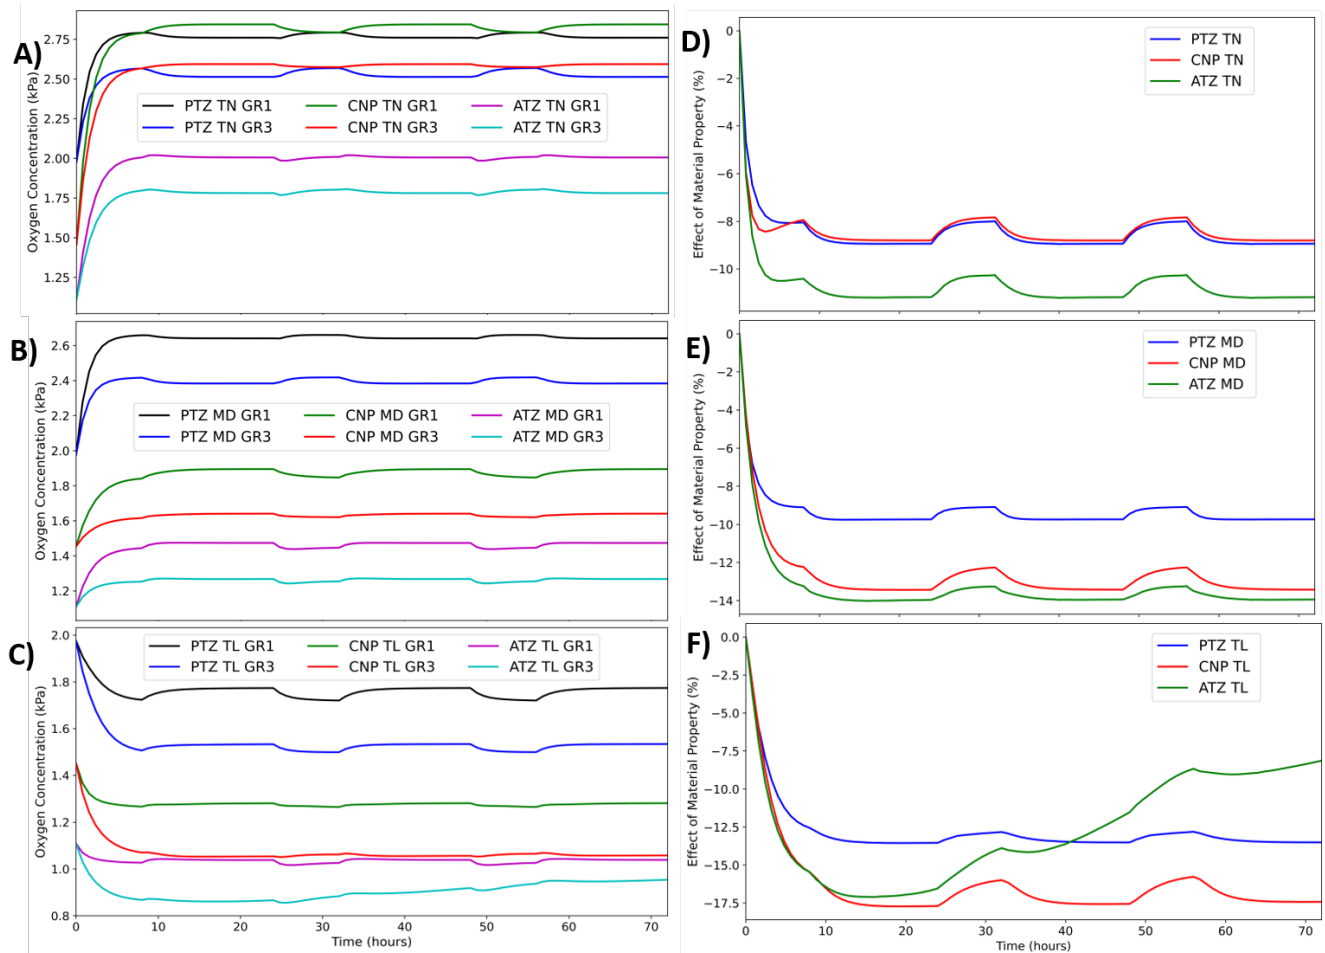 A)
Oxygen Concentration (kPa)
2.75
2.50
2.25
2.00
1.75
1.50
1.25
PTZ TN GR1 CNP TN GR1 ATZ TN GR1
PTZ TN GR3 CNP TN GR3 ATZ TN GR3
B)
Oxygen Concentration (kPa)
2.6
2.4
2.2
2.0
1.8
1.6
1.4
1.2
PTZ MD GR1 CNP MD GR1 ATZ MD GR1
PTZ MD GR3 CNP MD GR3 ATZ MD GR3
C)
Oxygen Concentration (kPa)
2.0
1.8
1.6
1.4
1.2
1.0
0.8
PTZ TL GR1 CNP TL GR1 ATZ TL GR1
PTZ TL GR3 CNP TL GR3 ATZ TL GR3
0 10 20 30 40 50 60 70
Time (hours)
D)
Effect of Material Property (%)
0
−2
−4
−6
−8
−10
PTZ TN
CNP TN
ATZ TN
E)
Effect of Material Property (%)
0
−2
−4
−6
−8
−10
−12
−14
PTZ MD
CNP MD
ATZ MD
F)
Effect of Material Property (%)
0.0
−2.5
−5.0
−7.5
−10.0
−12.5
−15.0
−17.5
PTZ TL
CNP TL
ATZ TL
0 10 20 30 40 50 60 70
Time (hours)